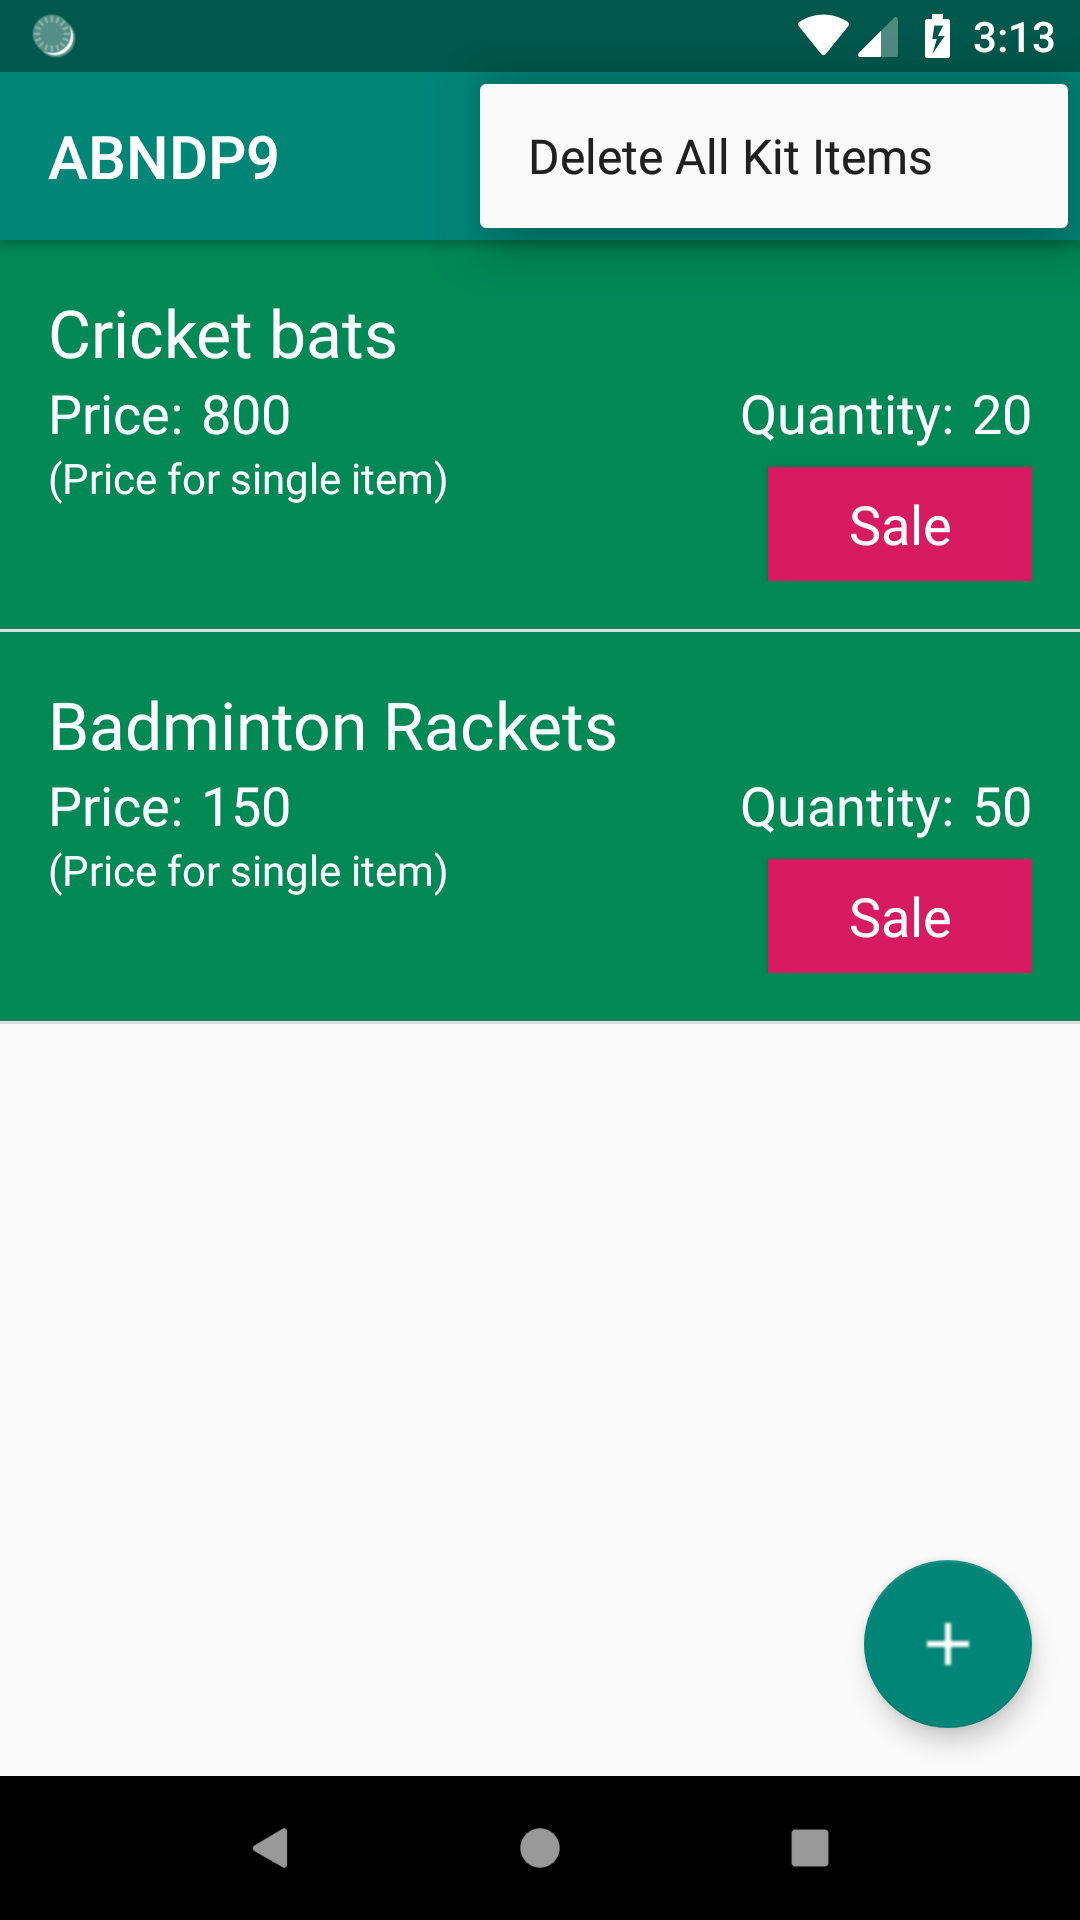 3:13
ABNDP9
Delete All Kit Items
Cricket bats
Price: 800
Quantity: 20
(Price for single item)
Sale
Badminton Rackets
Price: 150
Quantity: 50
(Price for single item)
Sale